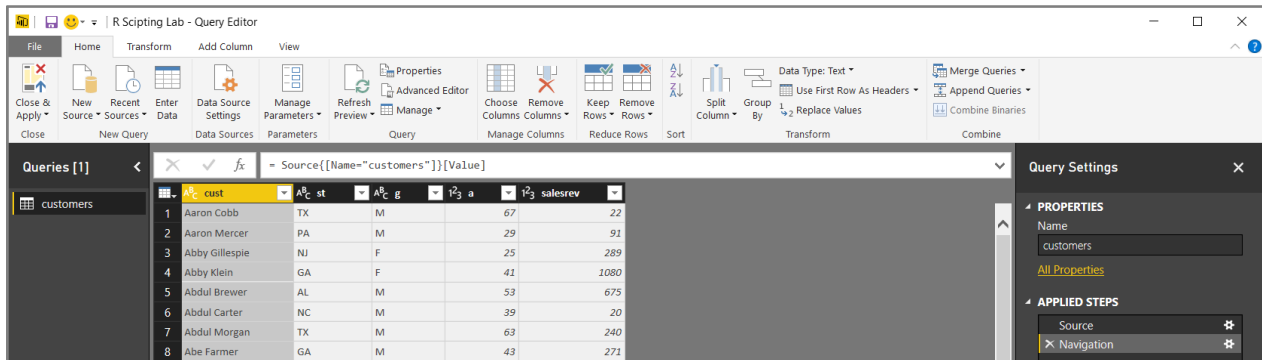 R Scipting Lab - Query Editor
File Home Transform Add Column View
Close & Apply
New Source
Recent Sources
Enter Data
Data Source Settings
Manage Parameters
Refresh Preview
Properties
Advanced Editor
Manage
Choose Columns
Remove Columns
Keep Rows
Remove Rows
Split Column
Group By
Data Type: Text
Use First Row As Headers
Replace Values
Merge Queries
Append Queries
Combine Binaries
Close New Query Data Sources Parameters Query Manage Columns Reduce Rows Sort Transform Combine
Queries [1]
customers
fx = Source{[Name="customers"]}[Value]
ABC cust ABC st ABC g 123 a 123 salesrev
1 Aaron Cobb TX M 67 22
2 Aaron Mercer PA M 29 91
3 Abby Gillespie NJ F 25 289
4 Abby Klein GA F 41 1080
5 Abdul Brewer AL M 53 675
6 Abdul Carter NC M 39 20
7 Abdul Morgan TX M 63 240
8 Abe Farmer GA M 43 271
Query Settings
PROPERTIES
Name
customers
All Properties
APPLIED STEPS
Source
Navigation